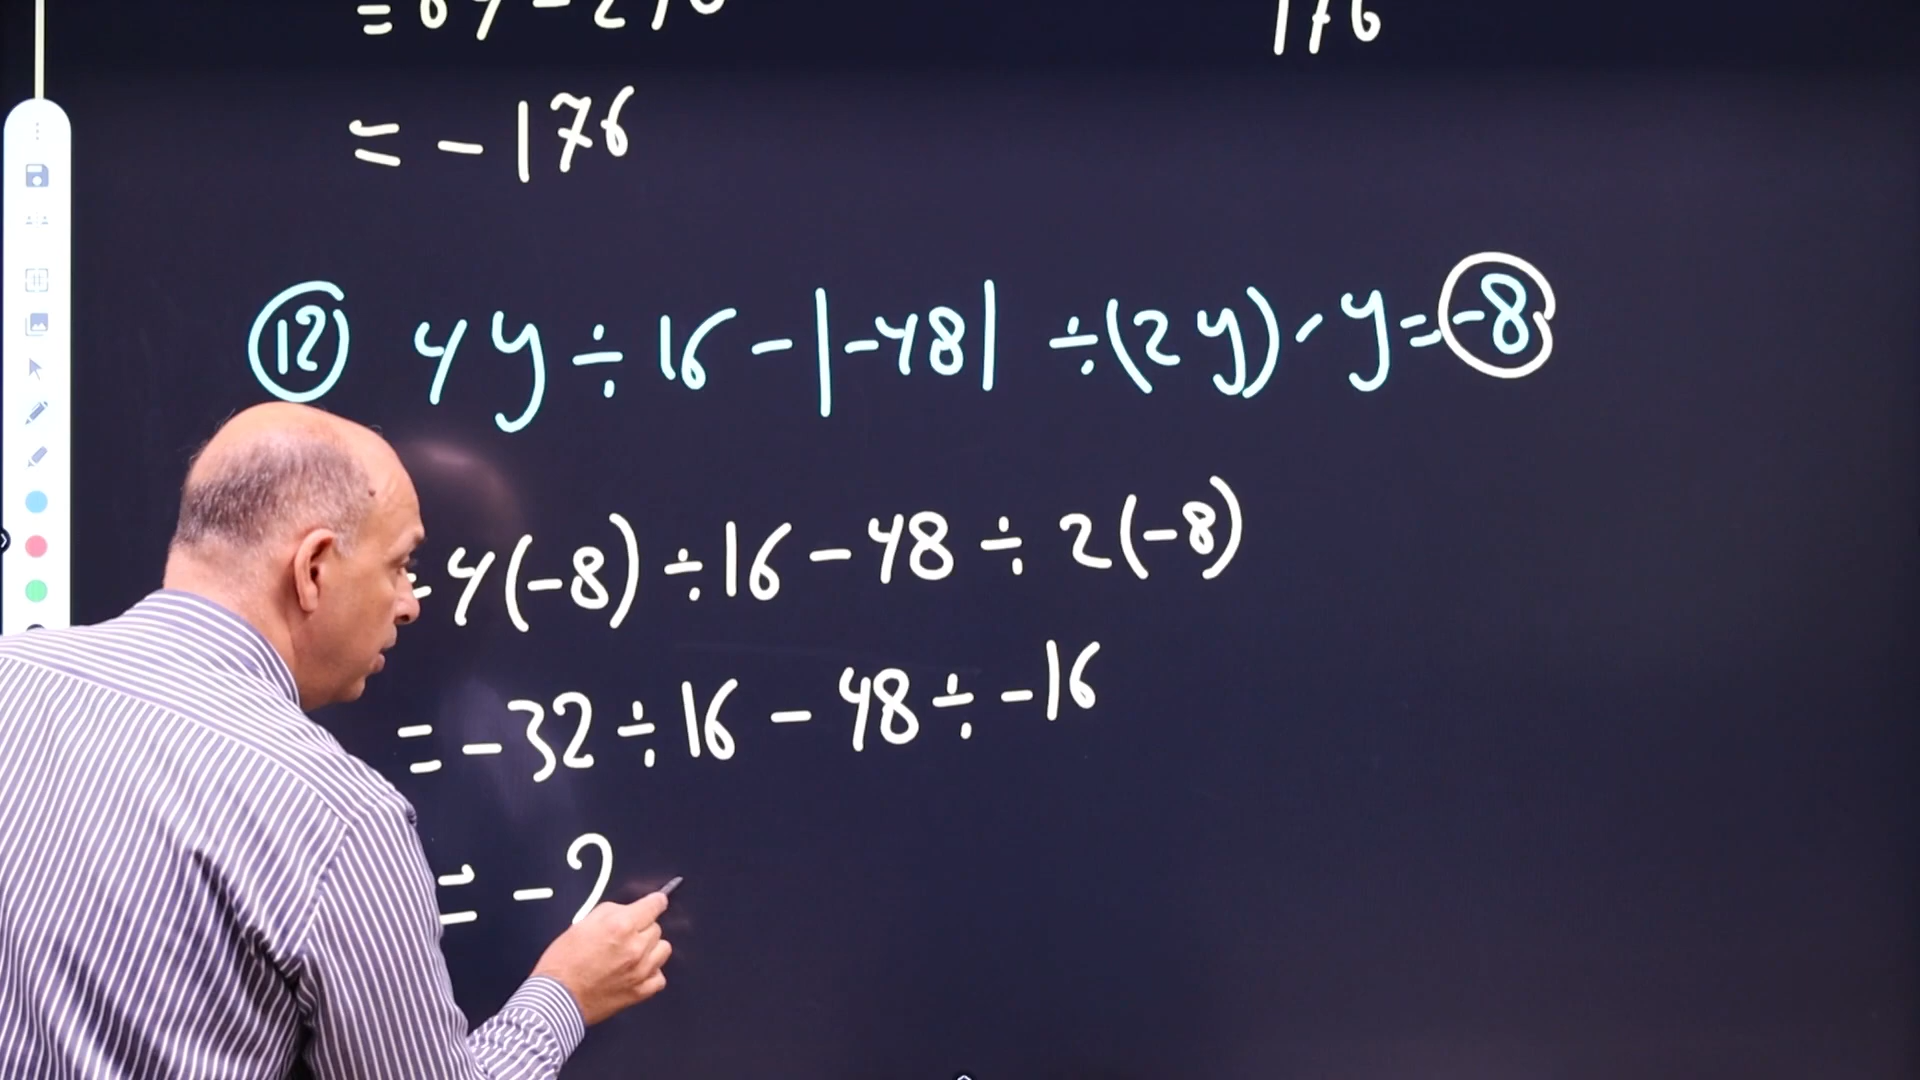 176
= -176
12 4y ÷ 16 - |-48| ÷ (2y) , y = -8
= 4(-8) ÷ 16 - 48 ÷ 2(-8)
= -32 ÷ 16 - 48 ÷ -16
= -2